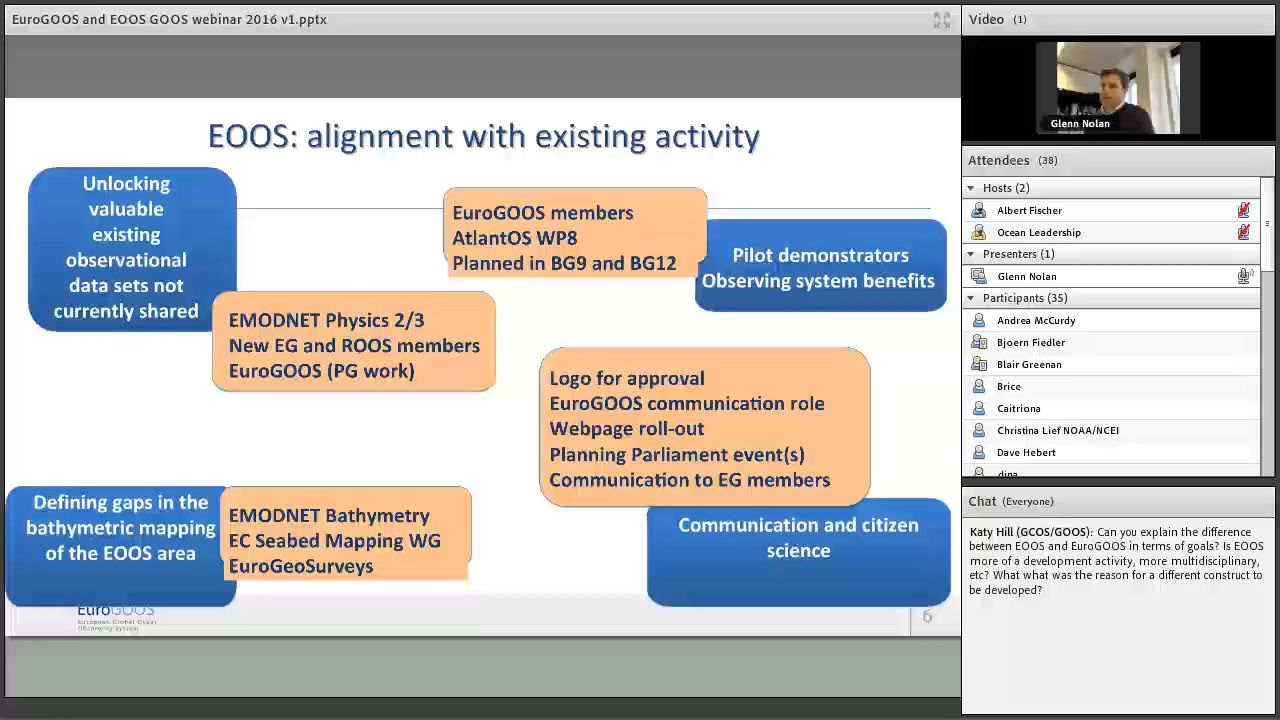 EuroGOOS and EOOS GOOS webinar 2016 v1.pptx
EOOS: alignment with existing activity
Unlocking
valuable
existing
observational
data sets not
currently shared
EuroGOOS members
AtlantOS WP8
Planned in BG9 and BG12
Pilot demonstrators
Observing system benefits
EMODNET Physics 2/3
New EG and ROOS members
EuroGOOS (PG work)
Logo for approval
EuroGOOS communication role
Webpage roll-out
Planning Parliament event(s)
Communication to EG members
Defining gaps in the
bathymetric mapping
of the EOOS area
EMODNET Bathymetry
EC Seabed Mapping WG
EuroGeoSurveys
Communication and citizen
science
EuroGOOS
European Global Ocean
Observing System
6
Video (1)
Glenn Nolan
Attendees (38)
Hosts (2)
Albert Fischer
Ocean Leadership
Presenters (1)
Glenn Nolan
Participants (35)
Andrea McCurdy
Bjoern Fiedler
Blair Greenan
Brice
Caitriona
Christina Lief NOAA/NCEI
Dave Hebert
dina
Chat (Everyone)
Katy Hill (GCOS/GOOS): Can you explain the difference
between EOOS and EuroGOOS in terms of goals? Is EOOS
more of a development activity, more multidisciplinary,
etc? What what was the reason for a different construct to
be developed?